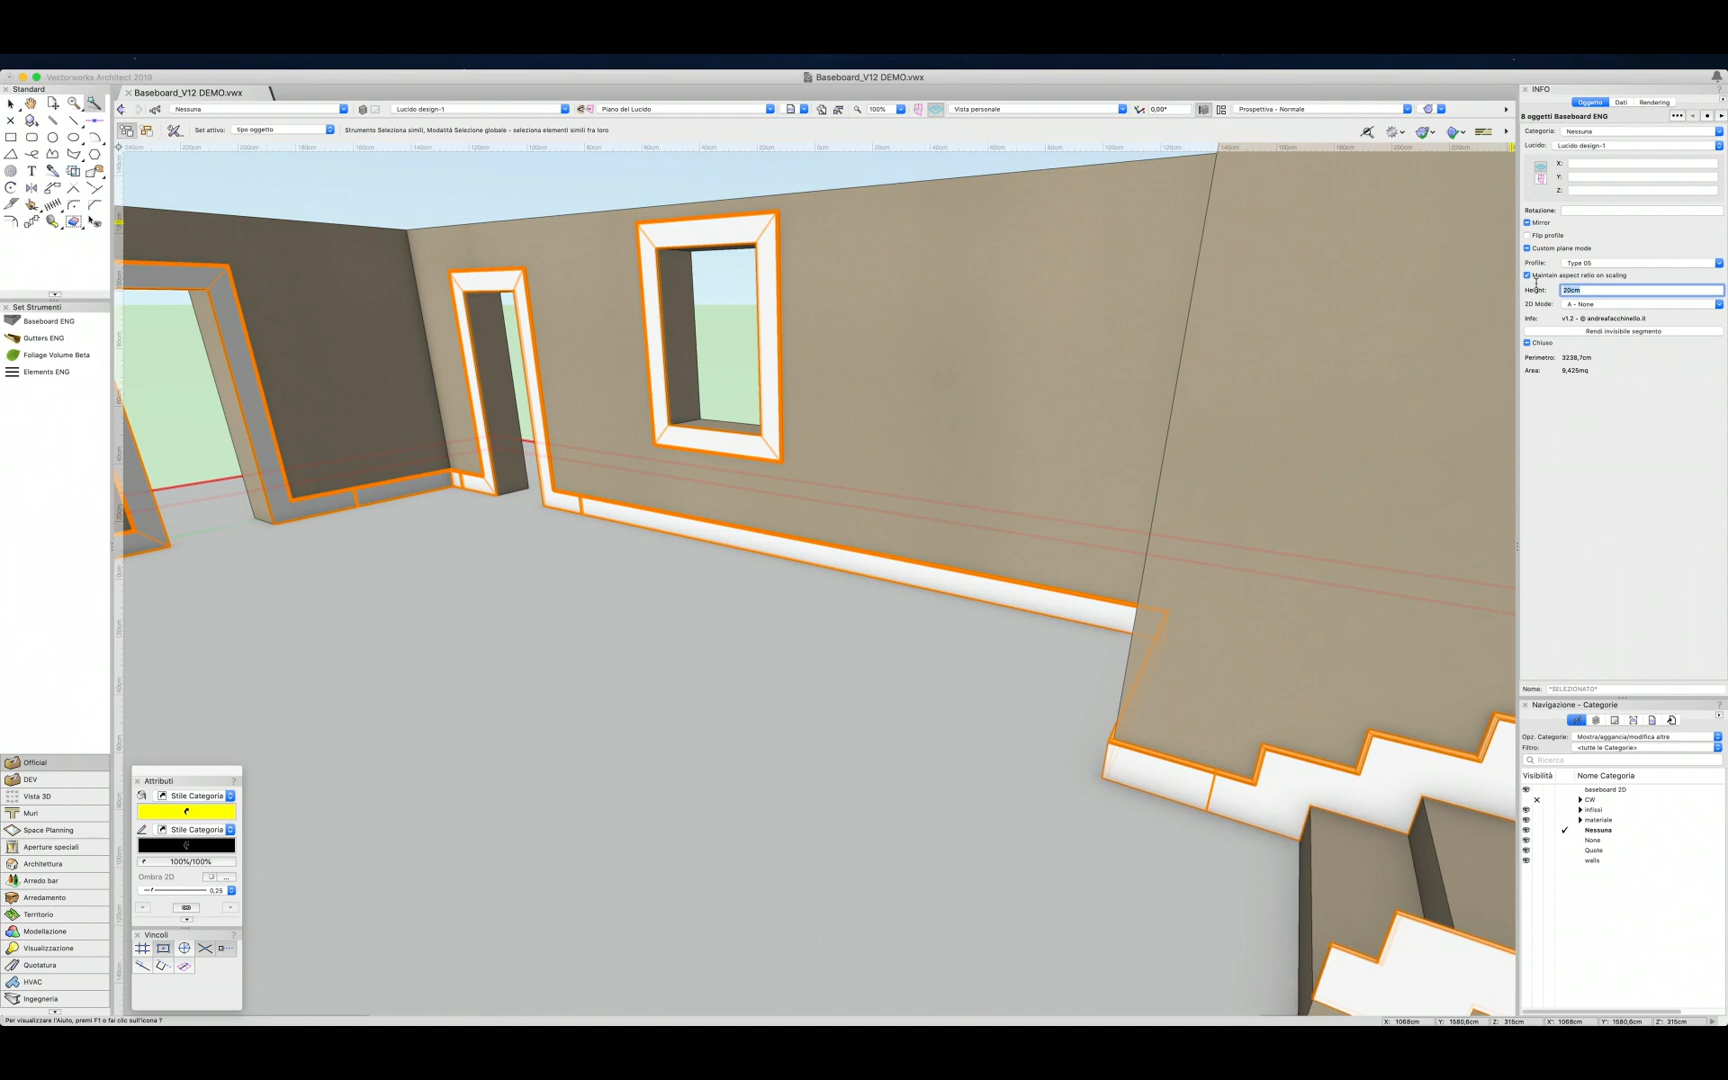 Vectorworks Architect 2019
Baseboard_V12 DEMO.vwx
Standard
Baseboard_V12 DEMO.vwx
Nessuna
Lucido design-1
Piano del Lucido
100%
Vista personale
0,00°
Prospettiva - Normale
Set attivo:
tipo oggetto
Strumento Seleziona simili, Modalità Selezione globale - seleziona elementi simili fra loro
Set Strumenti
Baseboard ENG
Gutters ENG
Foliage Volume Beta
Elements ENG
Official
DEV
Vista 3D
Muri
Space Planning
Aperture speciali
Architettura
Arredo bar
Arredamento
Territorio
Modellazione
Visualizzazione
Quotatura
HVAC
Ingegneria
Per visualizzare l'Aiuto, premi F1 o fai clic sull'icona ?
Attributi
?
Stile Categoria
Stile Categoria
100%/100%
Ombra 2D
...
0,25
Vincoli
?
INFO
?
Oggetto
Dati
Rendering
8 oggetti Baseboard ENG
Categoria:
Nessuna
Lucido:
Lucido design-1
X:
Y:
Z:
Rotazione:
Mirror
Flip profile
Custom plane mode
Profile:
Type 05
Maintain aspect ratio on scaling
Height:
20cm
2D Mode:
A - None
Info:
v1.2 - © andreafacchinello.it
Rendi invisibile segmento
Chiuso
Perimetro:
3238,7cm
Area:
9,425mq
Nome:
*SELEZIONATO*
Navigazione - Categorie
?
Opz. Categorie:
Mostra/aggancia/modifica altre
Filtro:
<tutte le Categorie>
Ricerca
Visibilità
Nome Categoria
baseboard 2D
CW
infissi
materiale
Nessuna
None
Quote
walls
X: 1068cm
Y: 1580,6cm
Z: 315cm
X': 1068cm
Y': 1580,6cm
Z': 315cm